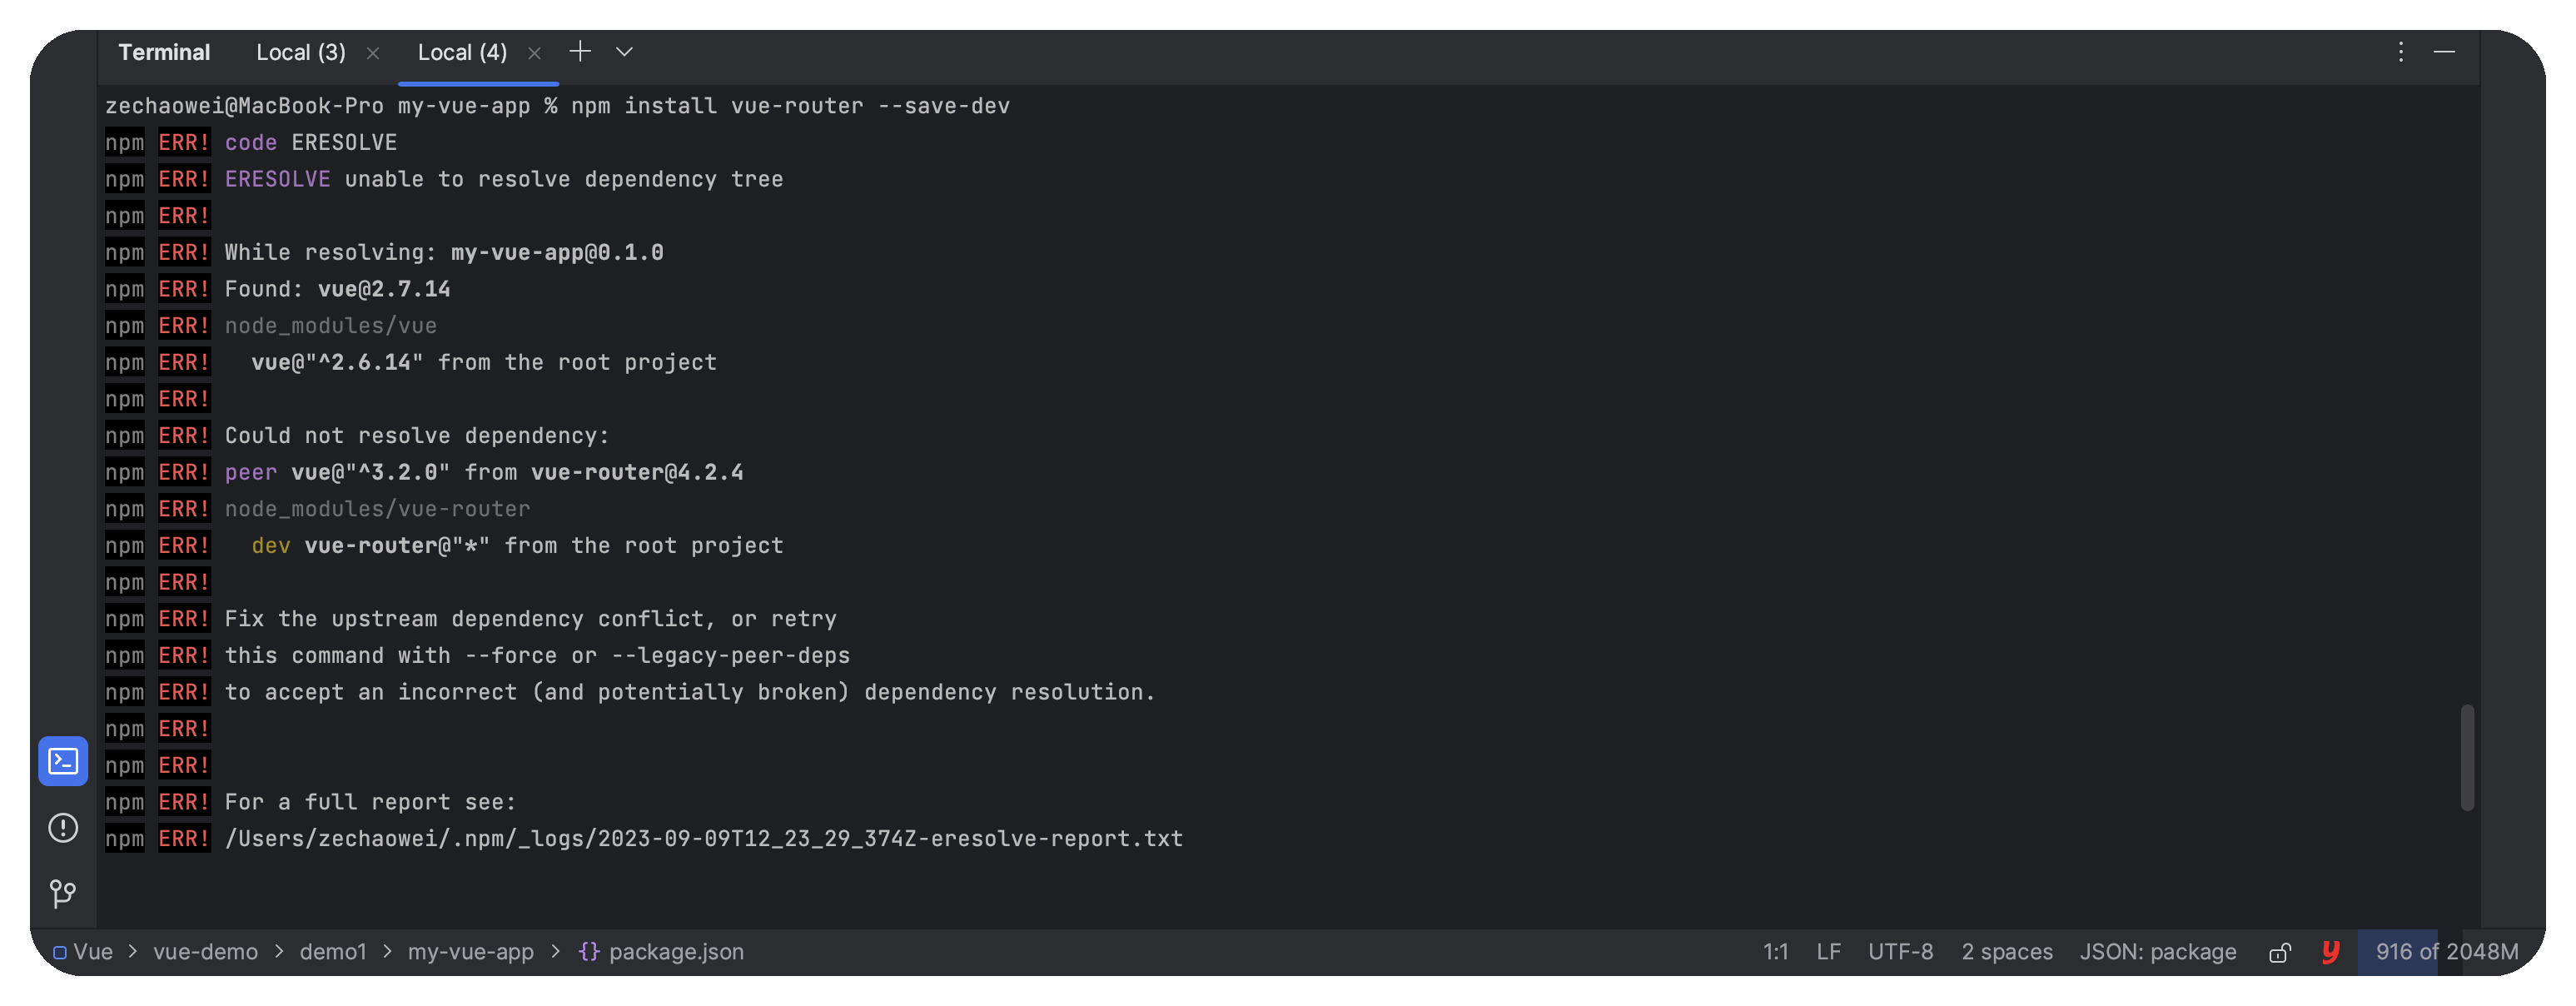 Terminal Local (3) × Local (4) ×
zechaowei@MacBook-Pro my-vue-app % npm install vue-router --save-dev
npm ERR! code ERESOLVE
npm ERR! ERESOLVE unable to resolve dependency tree
npm ERR!
npm ERR! While resolving: my-vue-app@0.1.0
npm ERR! Found: vue@2.7.14
npm ERR! node_modules/vue
npm ERR!   vue@"^2.6.14" from the root project
npm ERR!
npm ERR! Could not resolve dependency:
npm ERR! peer vue@"^3.2.0" from vue-router@4.2.4
npm ERR! node_modules/vue-router
npm ERR!   dev vue-router@"*" from the root project
npm ERR!
npm ERR! Fix the upstream dependency conflict, or retry
npm ERR! this command with --force or --legacy-peer-deps
npm ERR! to accept an incorrect (and potentially broken) dependency resolution.
npm ERR!
npm ERR!
npm ERR! For a full report see:
npm ERR! /Users/zechaowei/.npm/_logs/2023-09-09T12_23_29_374Z-eresolve-report.txt
Vue > vue-demo > demo1 > my-vue-app > {} package.json 1:1 LF UTF-8 2 spaces JSON: package y 916 of 2048M